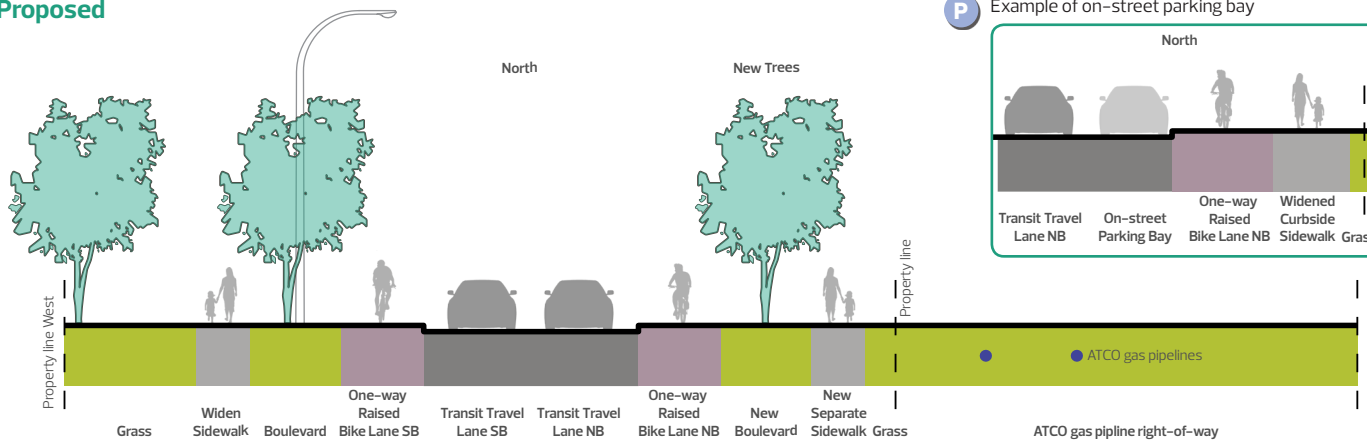 Proposed
P Example of on-street parking bay
North
Transit Travel
Lane NB
On-street
Parking Bay
One-way
Raised
Bike Lane NB
Widened
Curbside
Sidewalk
Gras
North
New Trees
Property line West
Property line
ATCO gas pipelines
Grass
Widen
Sidewalk
Boulevard
One-way
Raised
Bike Lane SB
Transit Travel
Lane SB
Transit Travel
Lane NB
One-way
Raised
Bike Lane NB
New
Boulevard
New
Separate
Sidewalk
Grass
ATCO gas pipline right-of-way